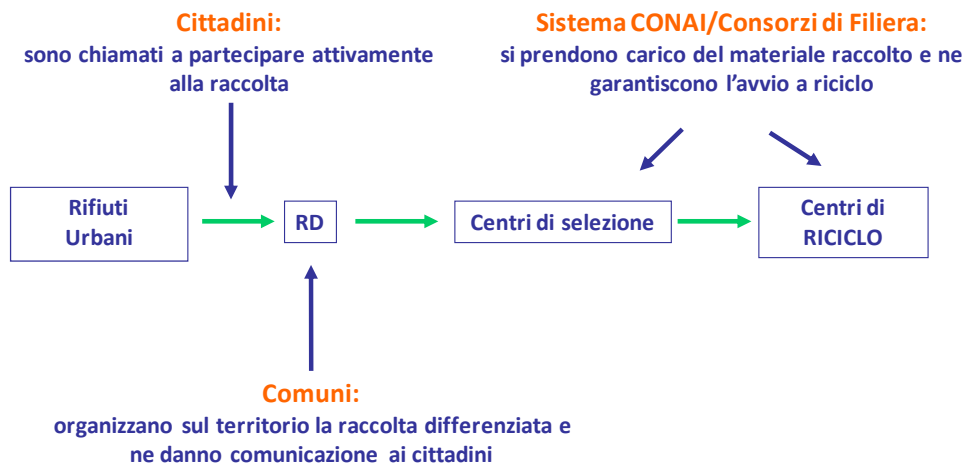 Cittadini:
sono chiamati a partecipare attivamente
alla raccolta
Sistema CONAI/Consorzi di Filiera:
si prendono carico del materiale raccolto e ne
garantiscono l’avvio a riciclo
Rifiuti
Urbani
RD
Centri di selezione
Centri di
RICICLO
Comuni:
organizzano sul territorio la raccolta differenziata e
ne danno comunicazione ai cittadini